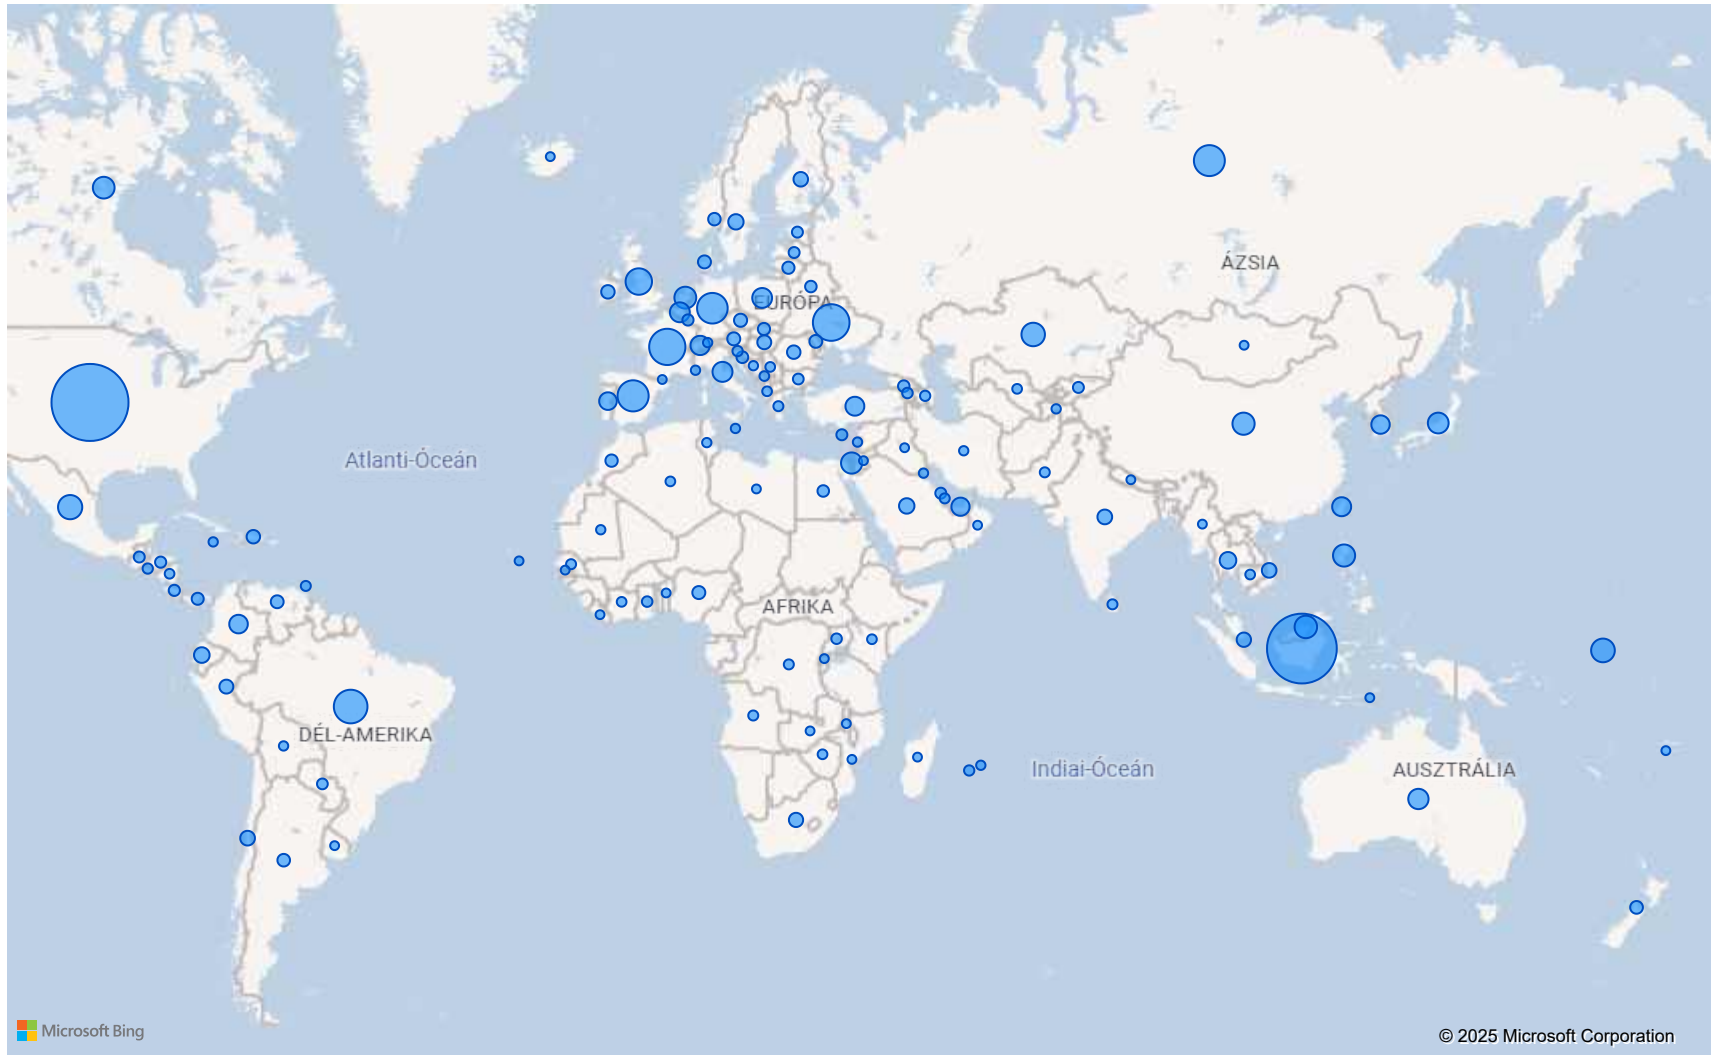 ÁZSIA
EURÓPA
Atlanti-Óceán
AFRIKA
DÉL-AMERIKA
Indiai-Óceán
AUSZTRÁLIA
Microsoft Bing
© 2025 Microsoft Corporation